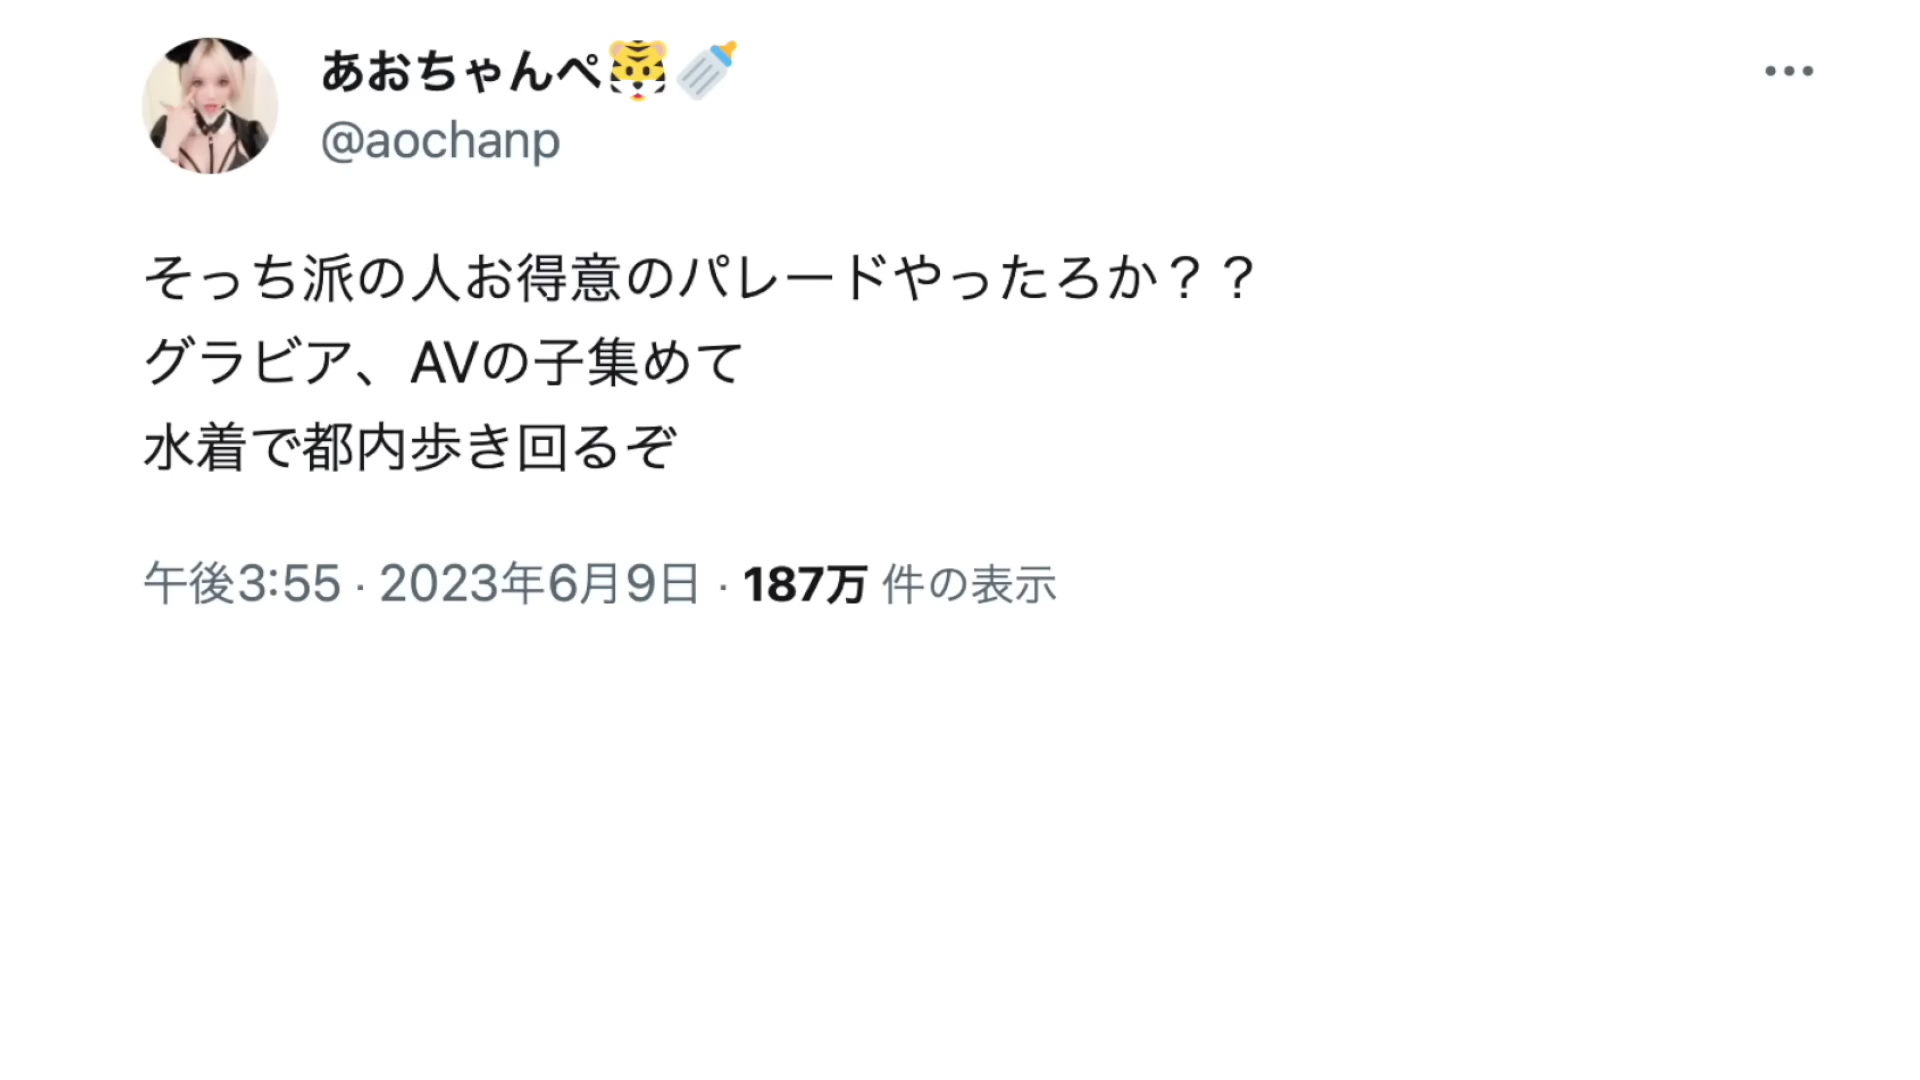 あおちゃんぺ🐯🍼
@aochanp
そっち派の人お得意のパレードやったろか？？
グラビア、AVの子集めて
水着で都内歩き回るぞ
午後3:55 · 2023年6月9日 · 187万 件の表示